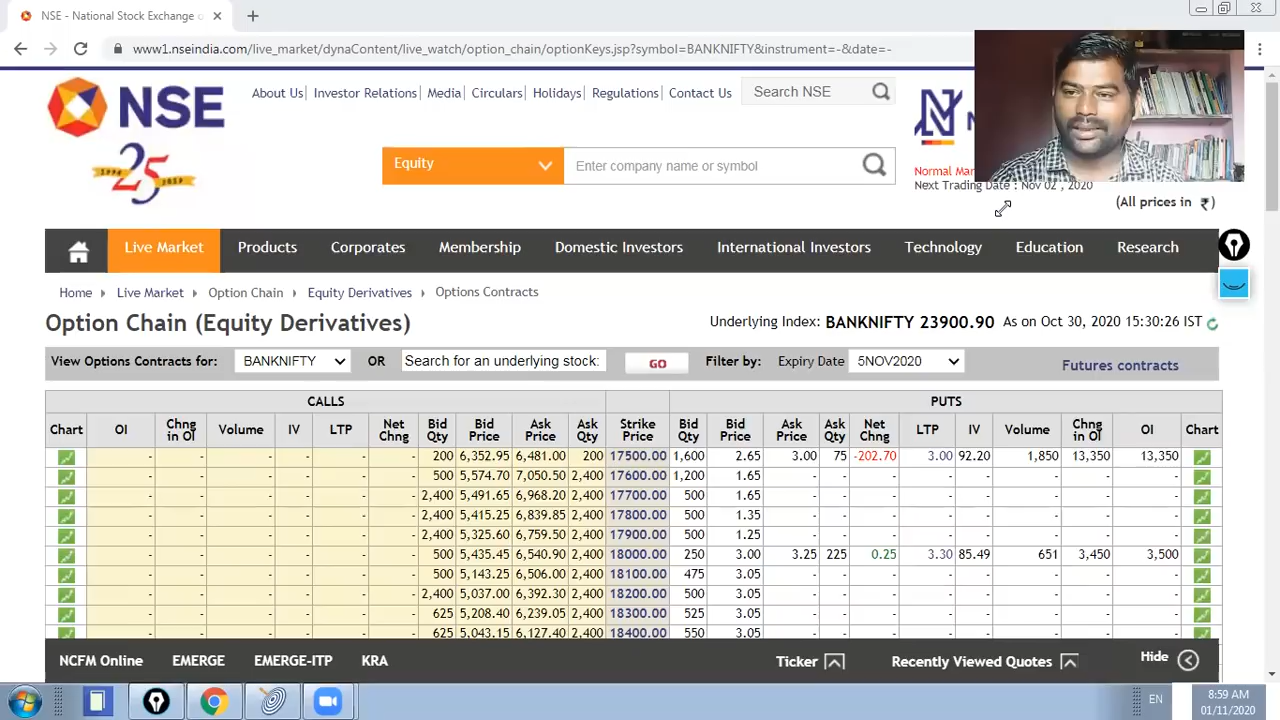 NSE - National Stock Exchange o
www1.nseindia.com/live_market/dynaContent/live_watch/option_chain/optionKeys.jsp?symbol=BANKNIFTY&instrument=-&date=-
NSE
25
About Us | Investor Relations | Media | Circulars | Holidays | Regulations | Contact Us
Search NSE
Equity
Enter company name or symbol
Normal Mar
Next Trading Date : Nov 02 , 2020
(All prices in ₹)
Live Market Products Corporates Membership Domestic Investors International Investors Technology Education Research
Home Live Market Option Chain Equity Derivatives Options Contracts
Option Chain (Equity Derivatives)
Underlying Index: BANKNIFTY 23900.90 As on Oct 30, 2020 15:30:26 IST
View Options Contracts for: BANKNIFTY OR Search for an underlying stock: GO Filter by: Expiry Date 5NOV2020 Futures contracts
CALLS PUTS
Chart OI Chng in OI Volume IV LTP Net Chng Bid Qty Bid Price Ask Price Ask Qty Strike Price Bid Qty Bid Price Ask Price Ask Qty Net Chng LTP IV Volume Chng in OI OI Chart
- - - - - - 200 6,352.95 6,481.00 200 17500.00 1,600 2.65 3.00 75 -202.70 3.00 92.20 1,850 13,350 13,350
- - - - - - 500 5,574.70 7,050.50 2,400 17600.00 1,200 1.65 - - - - - - - -
- - - - - - 2,400 5,491.65 6,968.20 2,400 17700.00 500 1.65 - - - - - - - -
- - - - - - 2,400 5,415.25 6,839.85 2,400 17800.00 500 1.35 - - - - - - - -
- - - - - - 2,400 5,325.60 6,759.50 2,400 17900.00 500 1.25 - - - - - - - -
- - - - - - 500 5,435.45 6,540.90 2,400 18000.00 250 3.00 3.25 225 0.25 3.30 85.49 651 3,450 3,500
- - - - - - 500 5,143.25 6,506.00 2,400 18100.00 475 3.05 - - - - - - - -
- - - - - - 2,400 5,037.00 6,392.30 2,400 18200.00 500 3.05 - - - - - - - -
- - - - - - 625 5,208.40 6,239.05 2,400 18300.00 525 3.05 - - - - - - - -
- - - - - - 625 5,043.15 6,127.40 2,400 18400.00 550 3.05 - - - - - - - -
NCFM Online EMERGE EMERGE-ITP KRA Ticker Recently Viewed Quotes Hide
EN
8:59 AM
01/11/2020